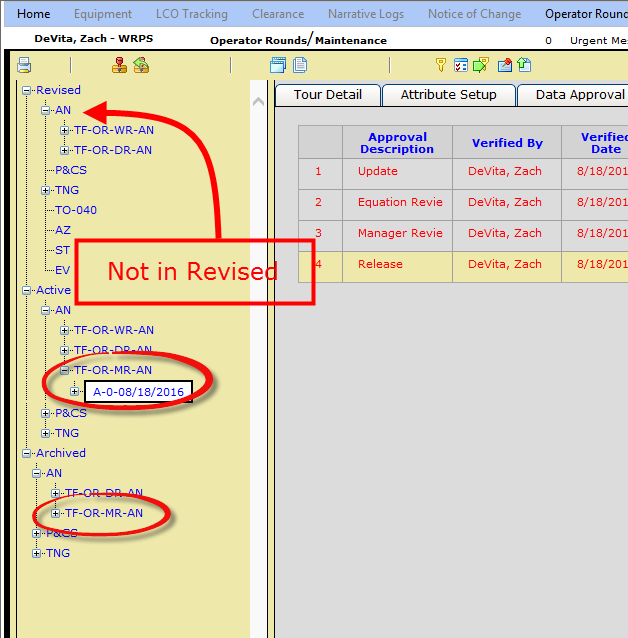 Home Equipment LCO Tracking Clearance Narrative Logs Notice of Change Operator Round
DeVita, Zach - WRPS Operator Rounds/Maintenance 0 Urgent Me
Tour Detail Attribute Setup Data Approval
Revised
AN
TF-OR-WR-AN
TF-OR-DR-AN
P&CS
TNG
TO-040
AZ
ST
EV
Not in Revised
Active
AN
TF-OR-WR-AN
TF-OR-DR-AN
TF-OR-MR-AN
A-0-08/18/2016
P&CS
TNG
Archived
AN
TF-OR-DR-AN
TF-OR-MR-AN
P&CS
TNG
Approval Description Verified By Verified Date
1 Update DeVita, Zach 8/18/201
2 Equation Revie DeVita, Zach 8/18/201
3 Manager Revie DeVita, Zach 8/18/201
4 Release DeVita, Zach 8/18/201